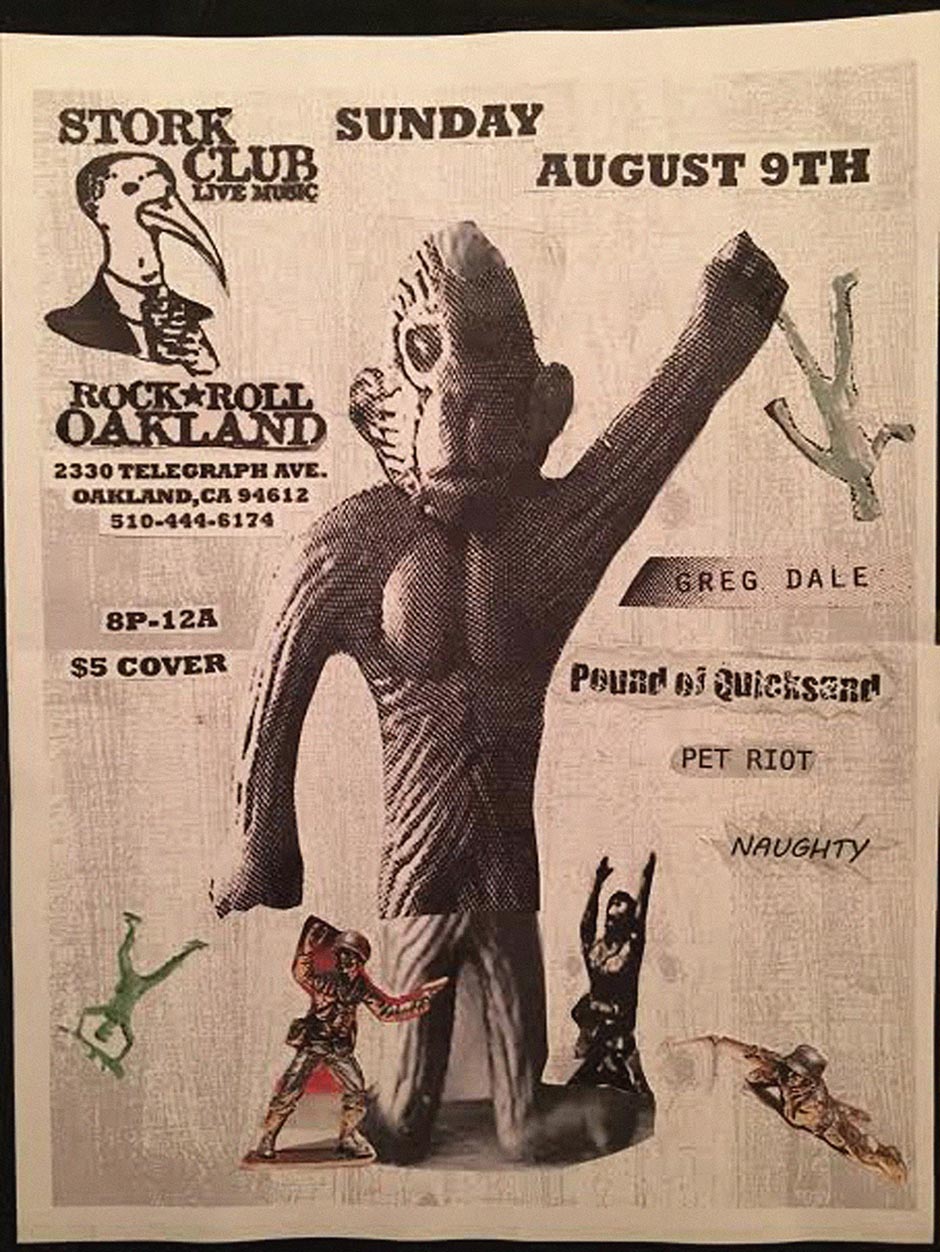 STORK
CLUB
LIVE MUSIC
SUNDAY
AUGUST 9TH
ROCK★ROLL
OAKLAND
2330 TELEGRAPH AVE.
OAKLAND,CA 94612
510-444-6174
8P-12A
$5 COVER
GREG DALE
Pound of Quicksand
PET RIOT
NAUGHTY